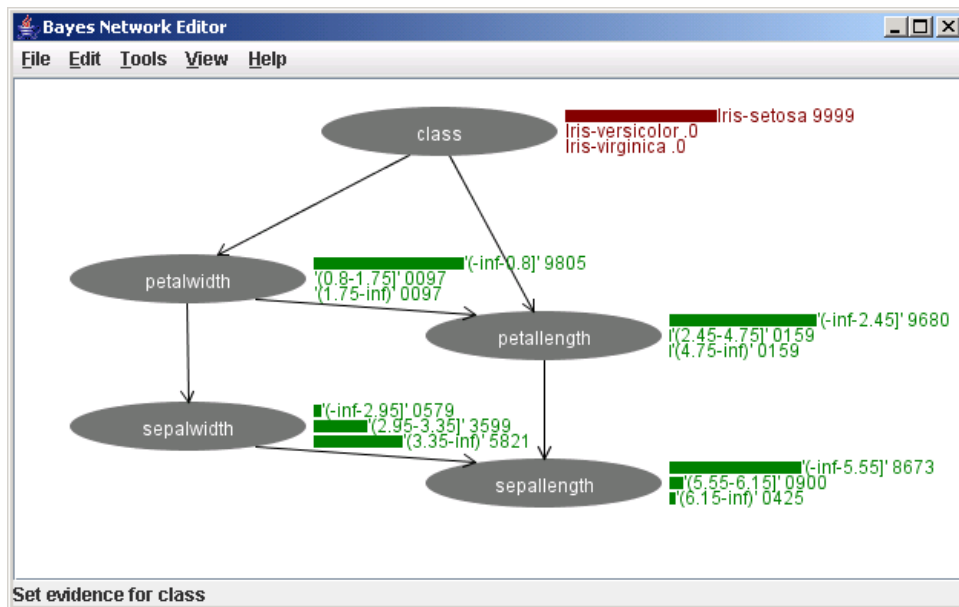 Bayes Network Editor
File Edit Tools View Help
class
Iris-setosa 9999
Iris-versicolor .0
Iris-virginica .0
petalwidth
'(-inf-0.8]' 9805
'(0.8-1.75]' 0097
'(1.75-inf)' 0097
petallength
'(-inf-2.45]' 9680
'(2.45-4.75]' 0159
'(4.75-inf)' 0159
sepalwidth
'(-inf-2.95]' 0579
'(2.95-3.35]' 3599
'(3.35-inf)' 5821
sepallength
'(-inf-5.55]' 8673
'(5.55-6.15]' 0900
'(6.15-inf)' 0425
Set evidence for class